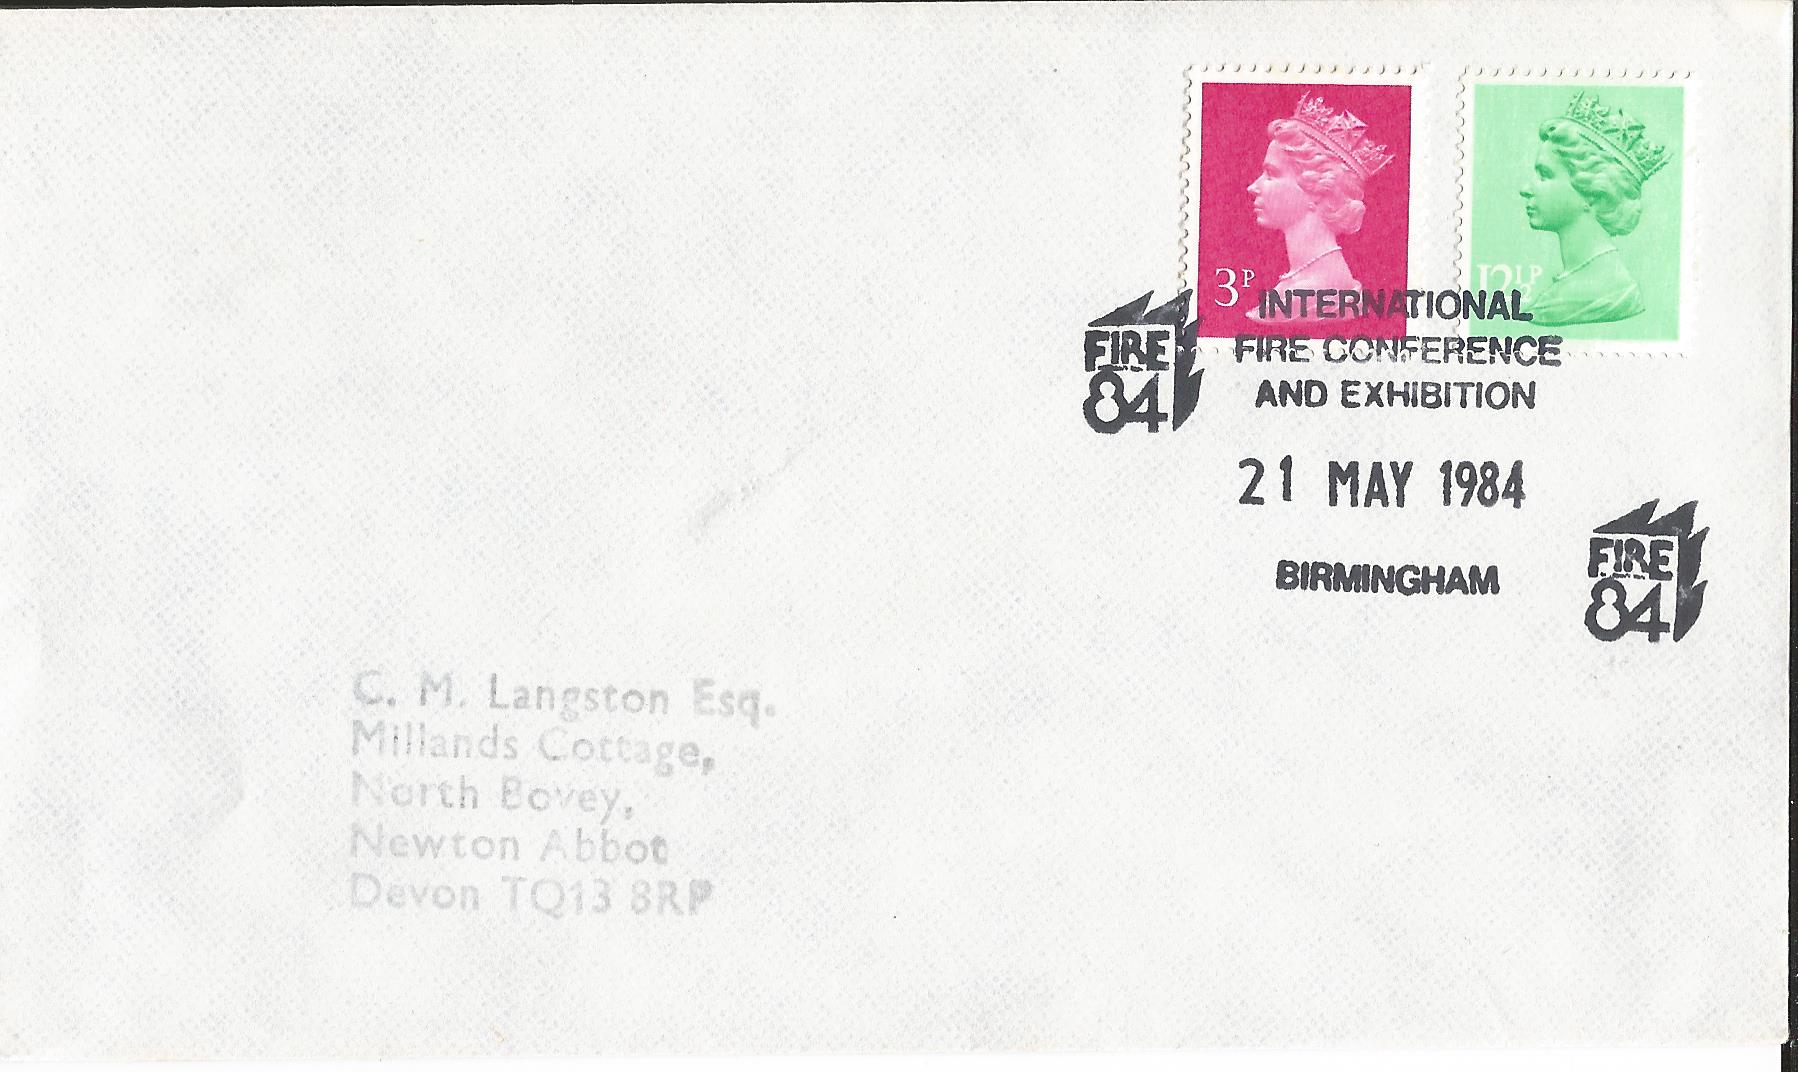 3P
12½P
FIRE
84
INTERNATIONAL
FIRE CONFERENCE
AND EXHIBITION
21 MAY 1984
BIRMINGHAM
FIRE
84
C. M. Langston Esq.
Millands Cottage,
North Bovey,
Newton Abbot
Devon TQ13 8RP